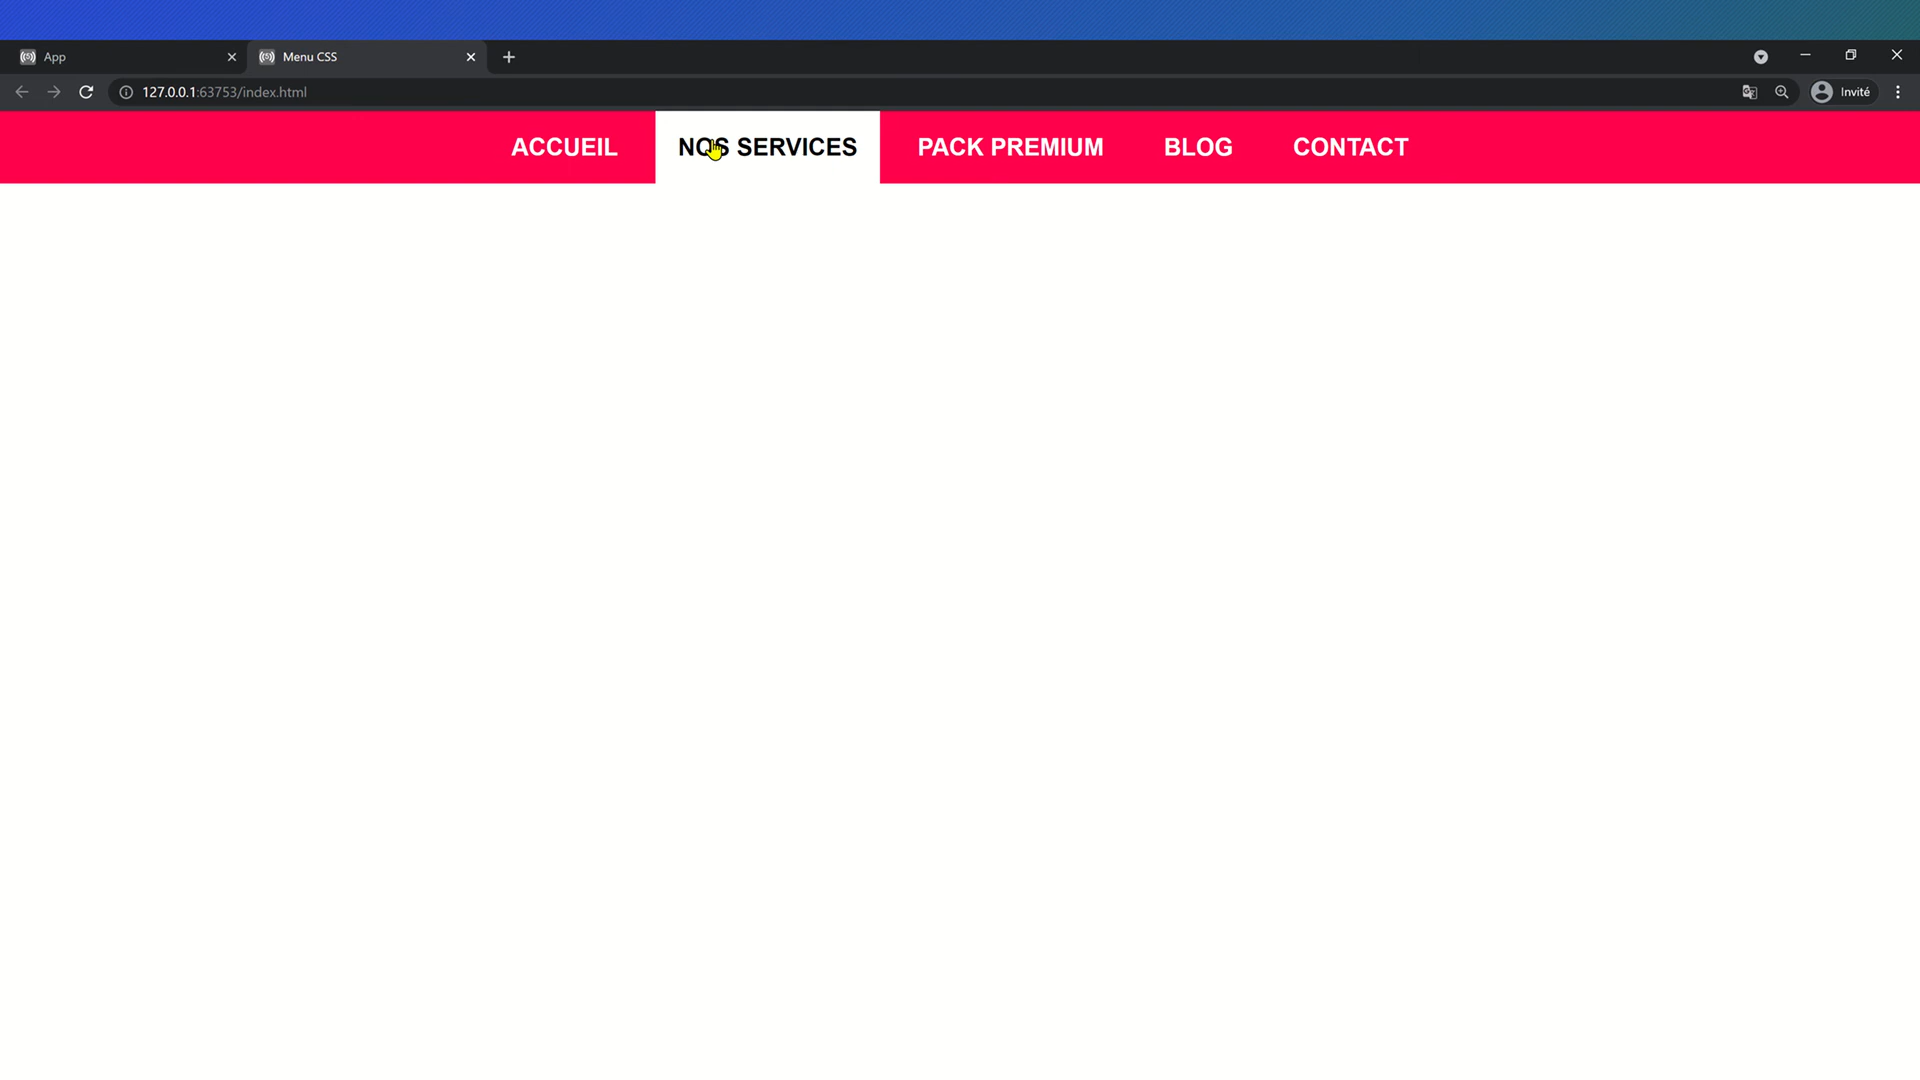 App
Menu CSS
127.0.0.1:63753/index.html
Invité
ACCUEIL NOS SERVICES PACK PREMIUM BLOG CONTACT